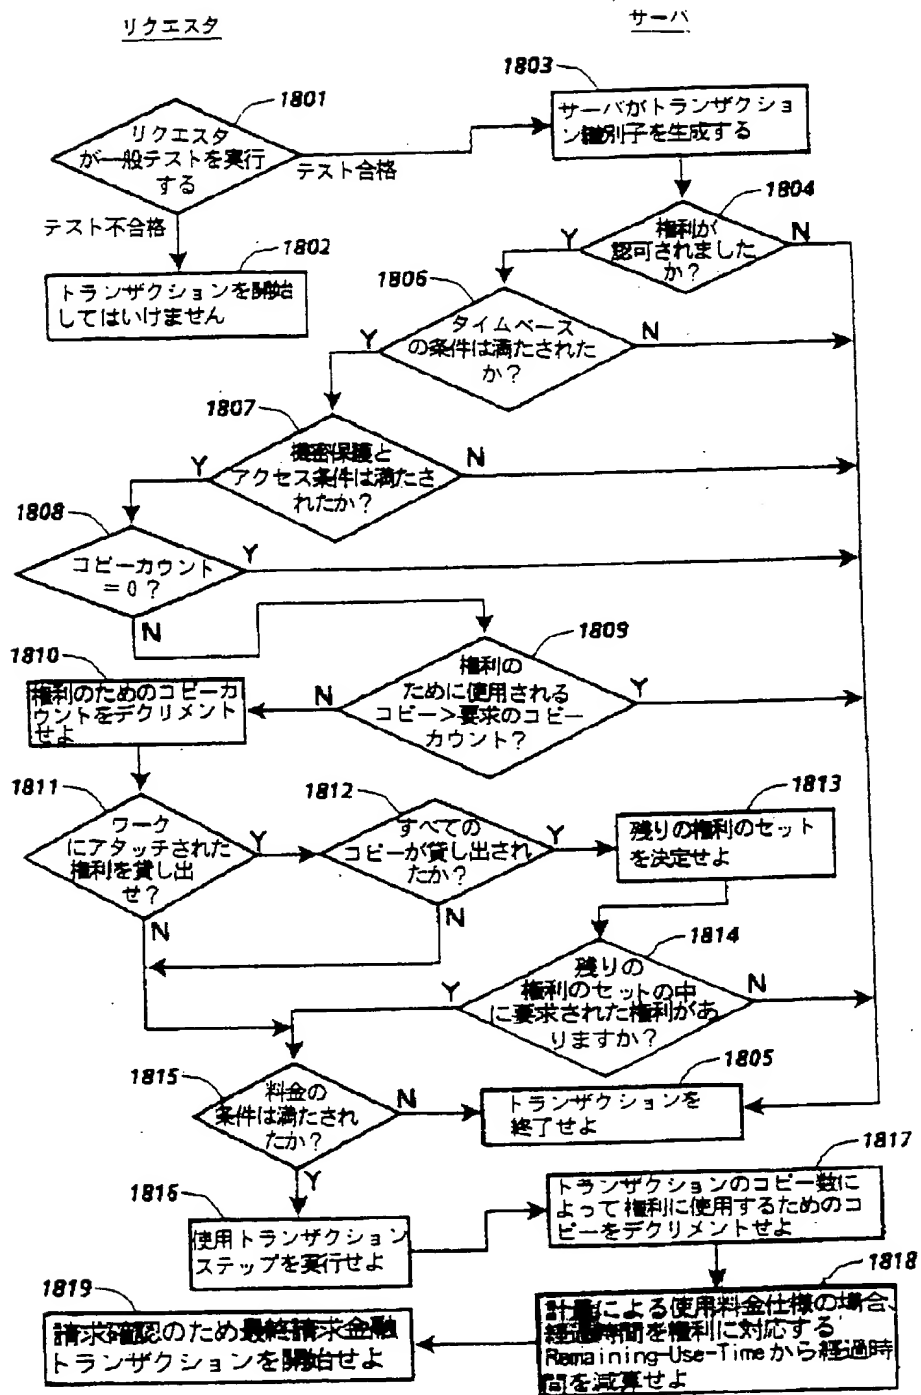 リクエスタ
サーバ
1801
リクエスタ
が一般テストを実行
する
テスト合格
テスト不合格
1802
トランザクションを開始
してはいけません
1803
サーバがトランザクショ
ン識別子を生成する
1804
権利が
認可されました
か?
Y
N
1806
タイムベース
の条件は満たされた
か?
Y
N
1807
機密保護と
アクセス条件は満たさ
れたか?
Y
N
1808
コピーカウント
=0?
Y
N
1809
権利の
ために使用される
コピー>要求のコピー
カウント?
N
Y
1810
権利のためのコピーカ
ウントをデクリメント
せよ
1811
ワーク
にアタッチされた
権利を貸し出
せ?
Y
N
1812
すべての
コピーが貸し出され
たか?
Y
N
1813
残りの権利のセット
を決定せよ
1814
残りの
権利のセットの中
に要求された権利があ
りますか?
Y
N
1815
料金の
条件は満たされ
たか?
N
Y
1805
トランザクションを
終了せよ
1816
使用トランザクション
ステップを実行せよ
1817
トランザクションのコピー数に
よって権利に使用するためのコ
ピーをデクリメントせよ
1818
計量による使用料金仕様の場合、
経過時間を権利に対応する
Remaining-Use-Timeから経過時
間を減算せよ
1819
請求確認のため最終請求金融
トランザクションを開始せよ